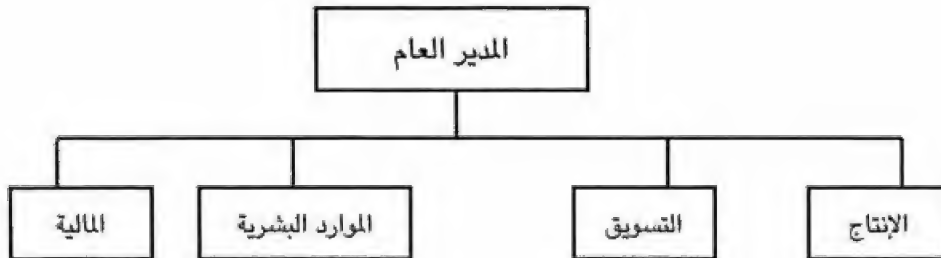 المدير العام
الإنتاج
التسويق
الموارد البشرية
المالية